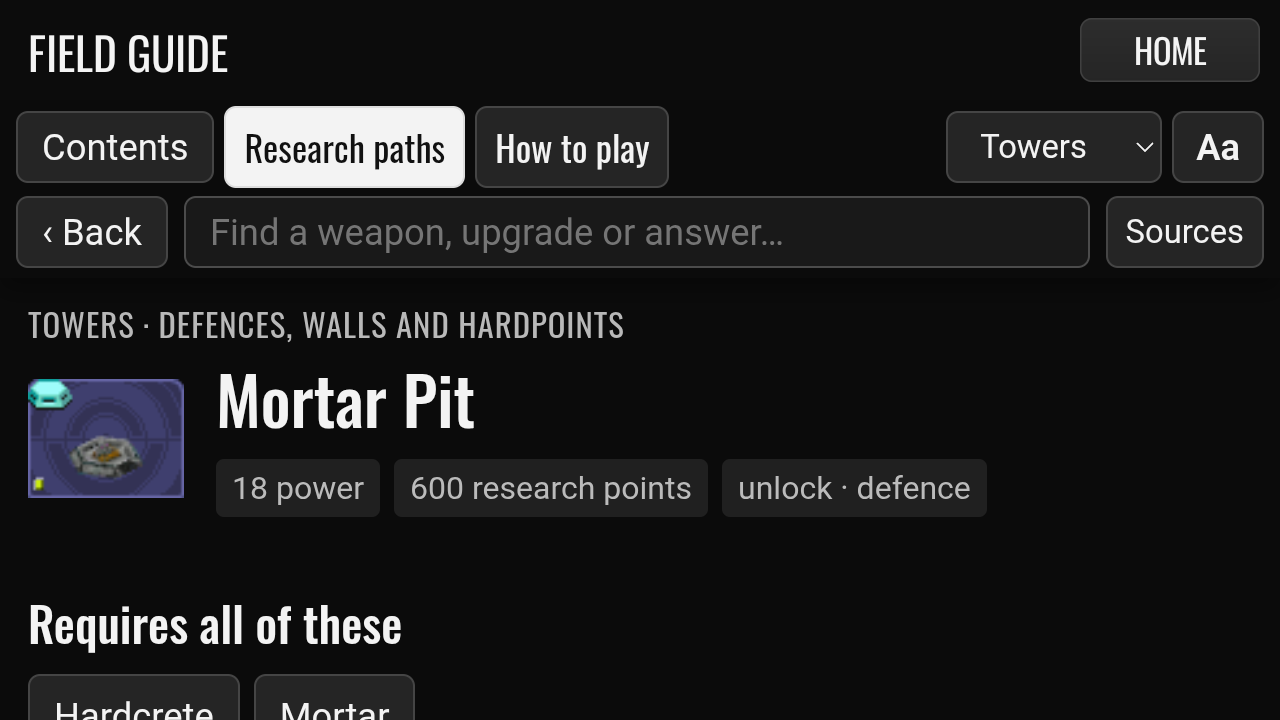 FIELD GUIDE
HOME
Contents
Research paths
How to play
Towers
Aa
‹ Back
Find a weapon, upgrade or answer…
Sources
TOWERS · DEFENCES, WALLS AND HARDPOINTS
Mortar Pit
18 power
600 research points
unlock · defence
Requires all of these
Hardcrete
Mortar